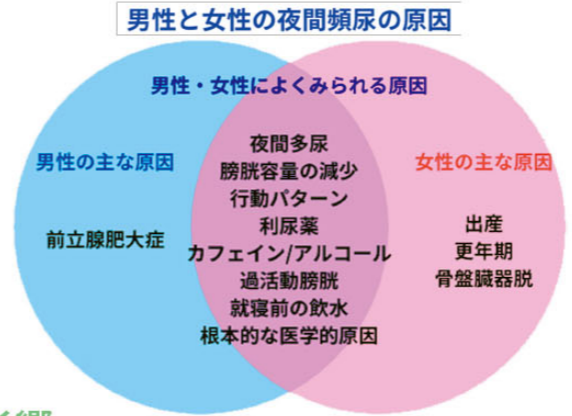 男性と女性の夜間頻尿の原因
男性・女性によくみられる原因
男性の主な原因
前立腺肥大症
夜間多尿
膀胱容量の減少
行動パターン
利尿薬
カフェイン/アルコール
過活動膀胱
就寝前の飲水
根本的な医学的原因
女性の主な原因
出産
更年期
骨盤臓器脱